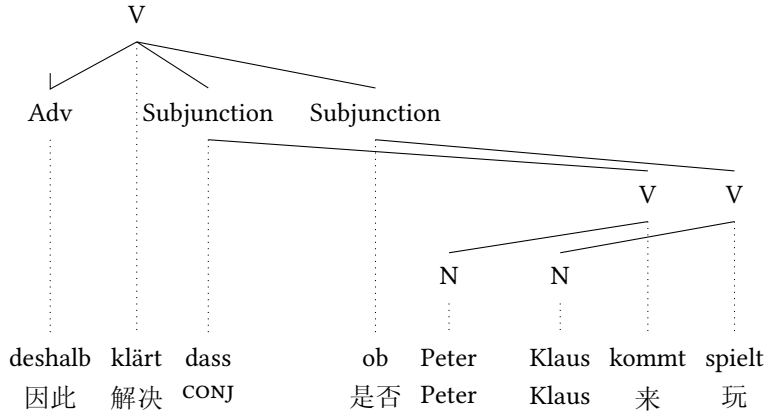 V
Adv Subjunction Subjunction
V V
N N
deshalb klärt dass ob Peter Klaus kommt spielt
因此 解决 CONJ 是否 Peter Klaus 来 玩